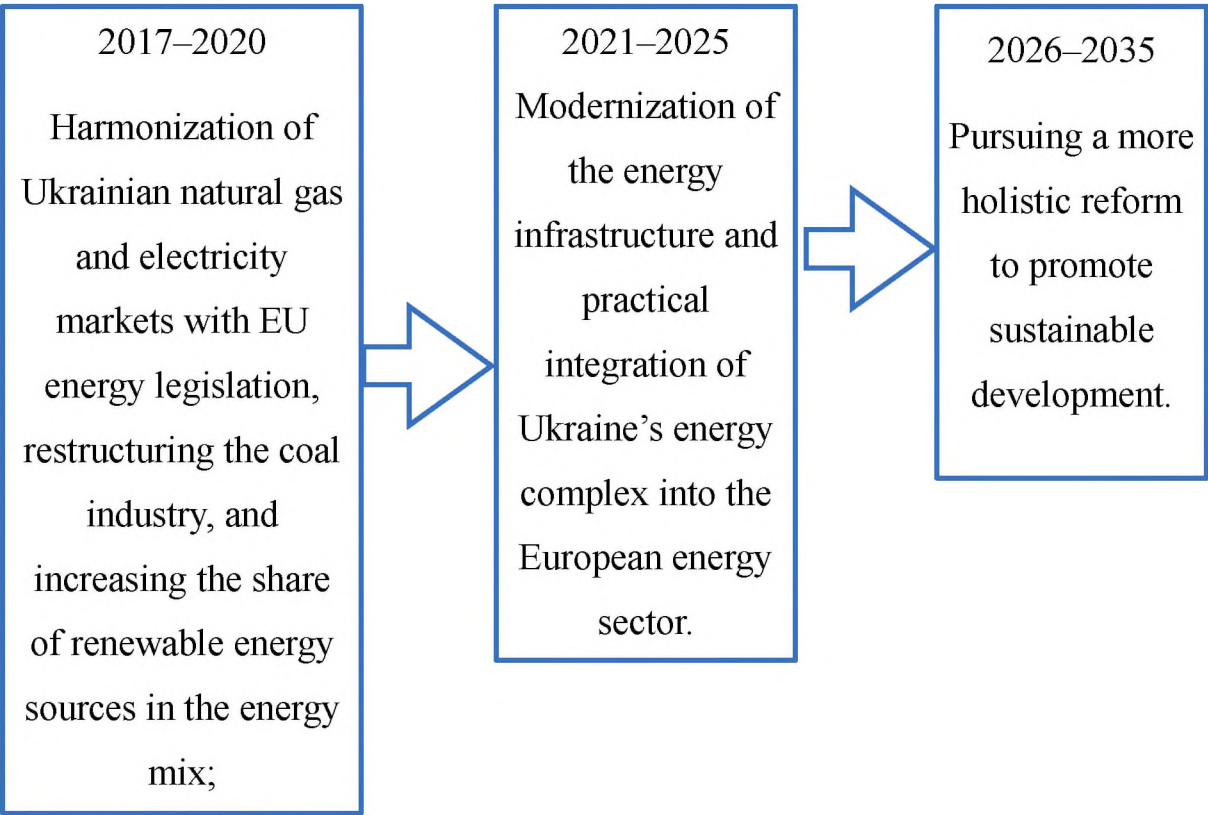 2017–2020
Harmonization of
Ukrainian natural gas
and electricity
markets with EU
energy legislation,
restructuring the coal
industry, and
increasing the share
of renewable energy
sources in the energy
mix;
2021–2025
Modernization of
the energy
infrastructure and
practical
integration of
Ukraine’s energy
complex into the
European energy
sector.
2026–2035
Pursuing a more
holistic reform
to promote
sustainable
development.